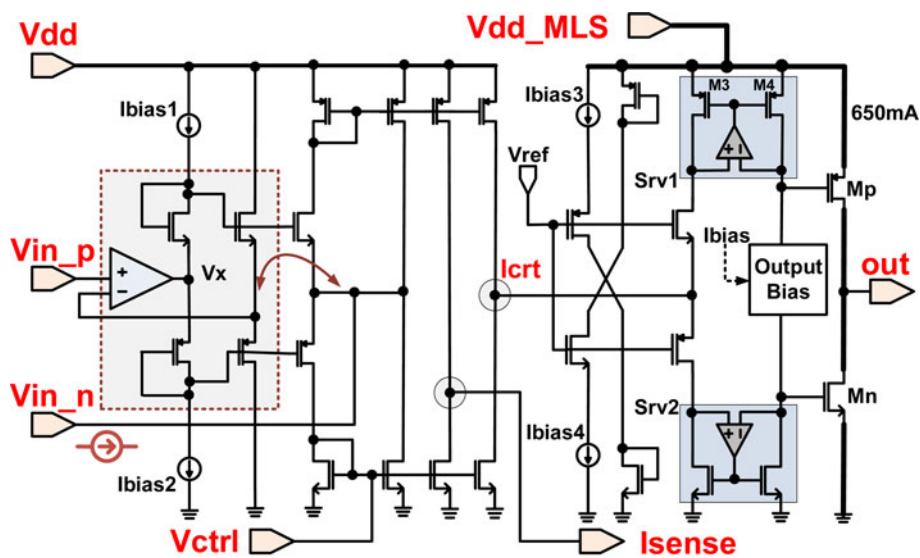 Vdd
Vdd_MLS
Ibias1
Ibias3
M3
M4
650mA
+ -
Vref
Srv1
Mp
Vin_p
+
-
Vx
Icrt
Ibias
Output
Bias
out
Vin_n
Srv2
Mn
+ -
Ibias4
Ibias2
Vctrl
Isense